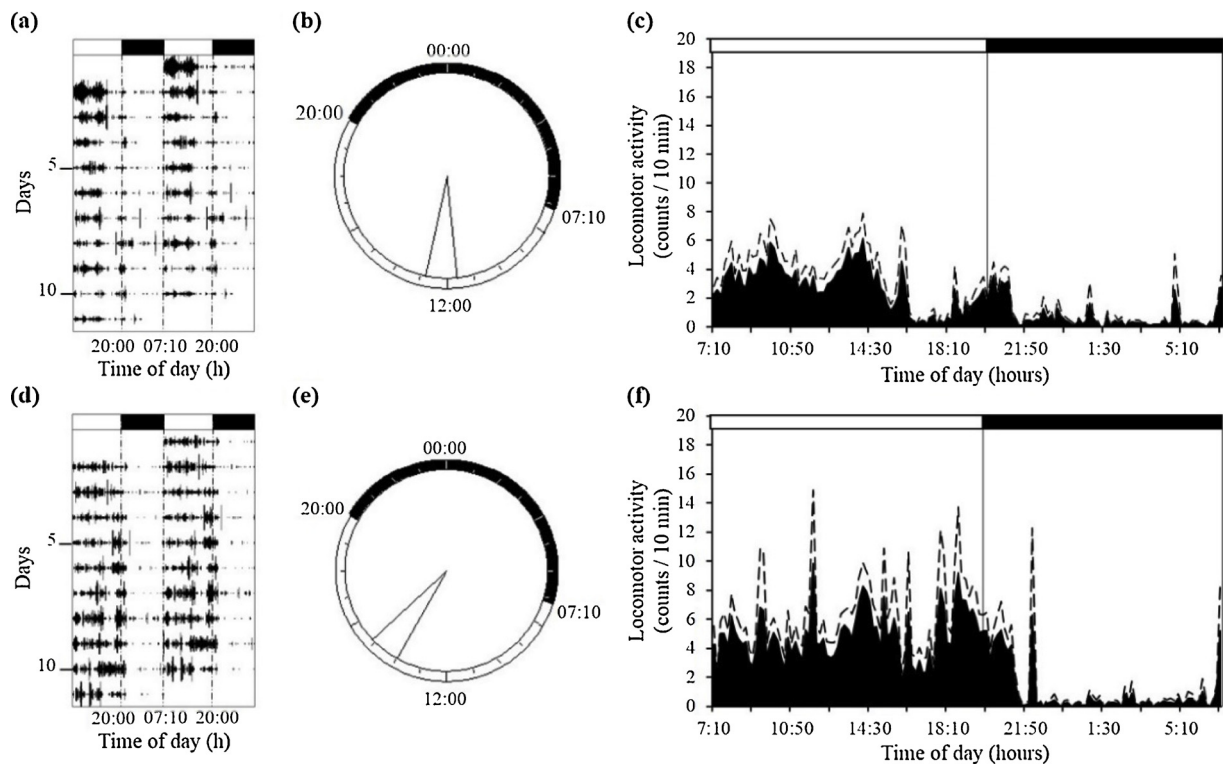 (a)
Days
5
10
20:00 07:10 20:00
Time of day (h)
(b)
00:00
20:00
07:10
12:00
(c)
Locomotor activity
(counts / 10 min)
20
18
16
14
12
10
8
6
4
2
0
7:10 10:50 14:30 18:10 21:50 1:30 5:10
Time of day (hours)
(d)
Days
5
10
20:00 07:10 20:00
Time of day (h)
(e)
00:00
20:00
07:10
12:00
(f)
Locomotor activity
(counts / 10 min)
20
18
16
14
12
10
8
6
4
2
0
7:10 10:50 14:30 18:10 21:50 1:30 5:10
Time of day (hours)